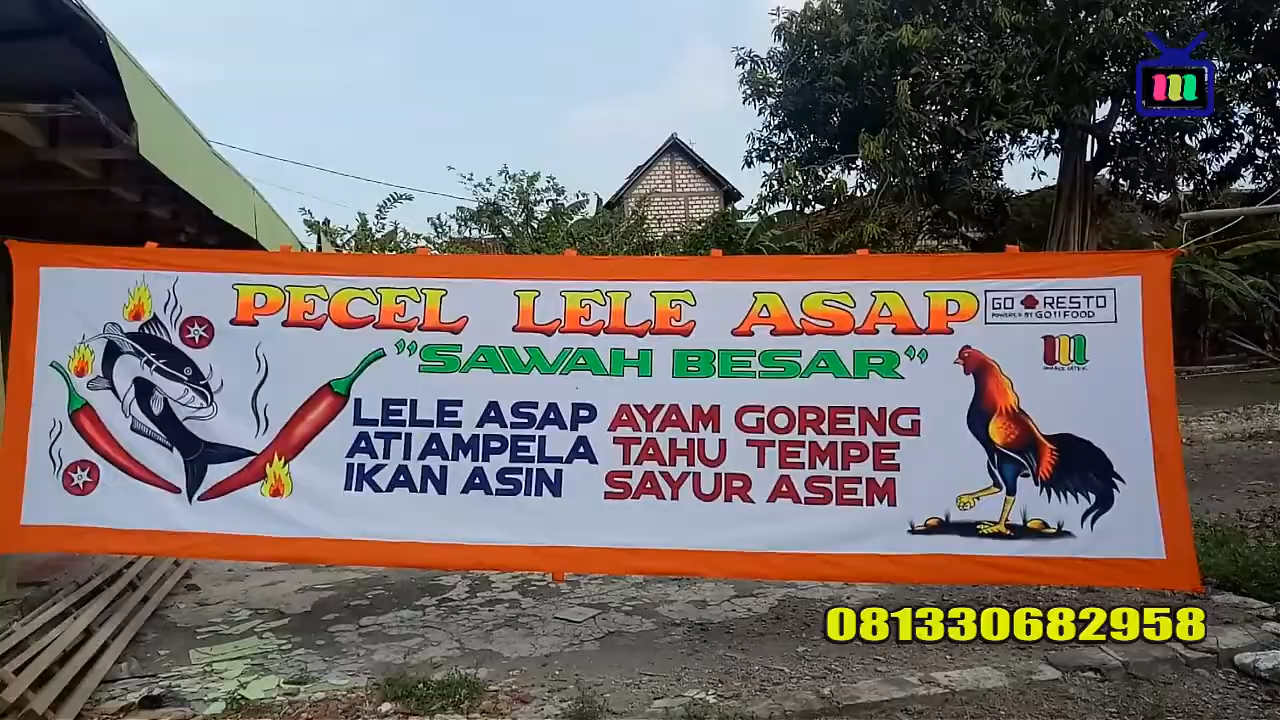 PECEL LELE ASAP
"SAWAH BESAR"
GO RESTO
POWERED BY GO FOOD
m
LELE ASAP AYAM GORENG
ATI AMPELA TAHU TEMPE
IKAN ASIN SAYUR ASEM
081330682958
m